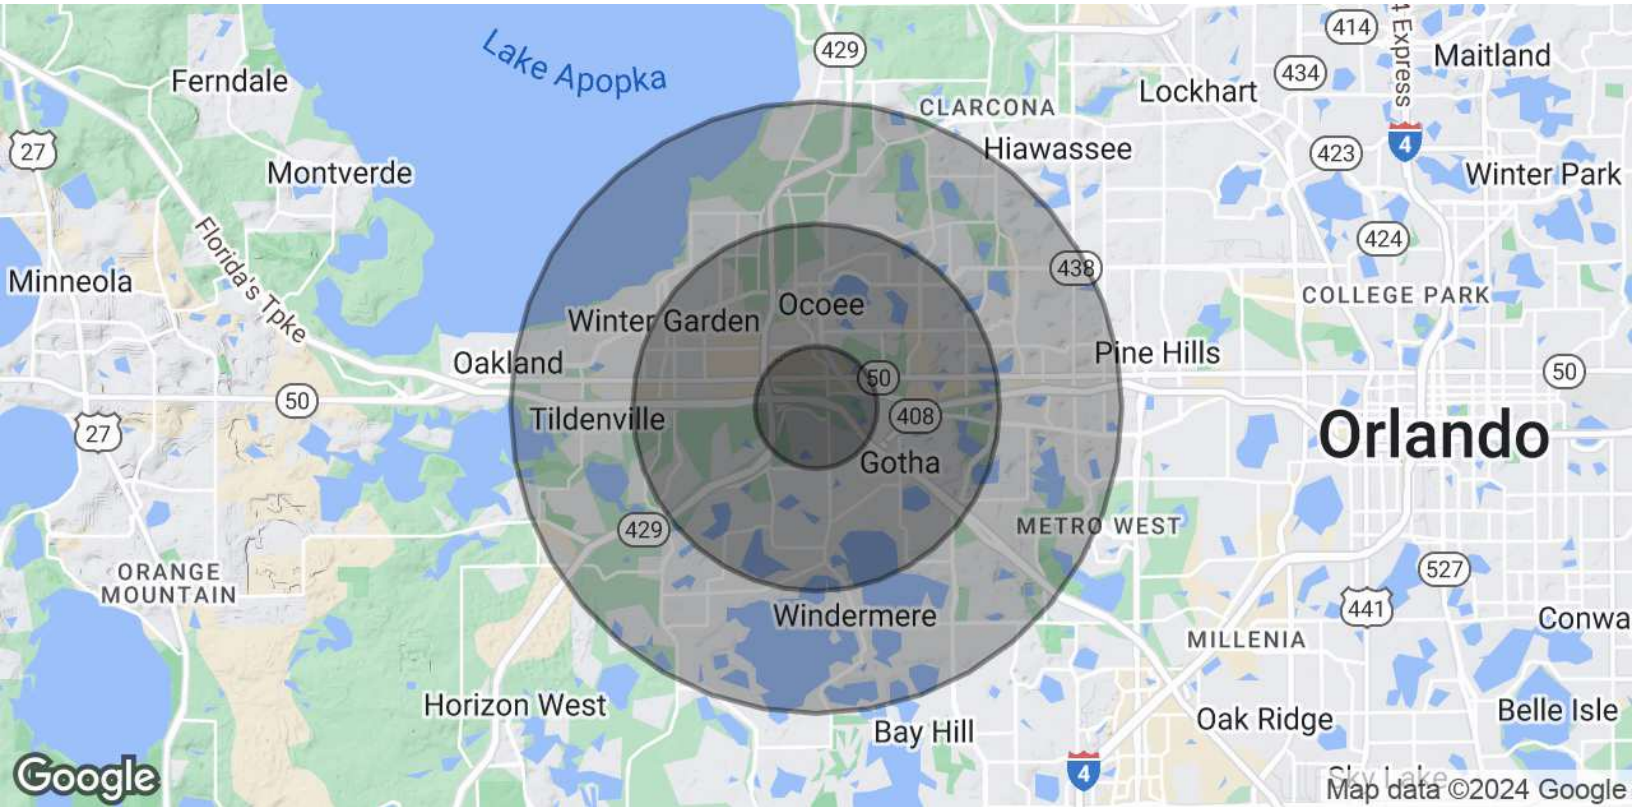 429
414
4 Express
Maitland
Lake Apopka
Ferndale
434
Lockhart
CLARCONA
27
Hiawassee
4
423
Montverde
Winter Park
Florida's Tpke
424
Minneola
438
COLLEGE PARK
Ocoee
Winter Garden
Pine Hills
Oakland
50
50
50
408
Tildenville
27
Orlando
Gotha
429
METRO WEST
ORANGE
MOUNTAIN
527
441
Windermere
Conwa
MILLENIA
Horizon West
Bay Hill
Oak Ridge
Belle Isle
4
Google
Sky Lake
Map data ©2024 Google